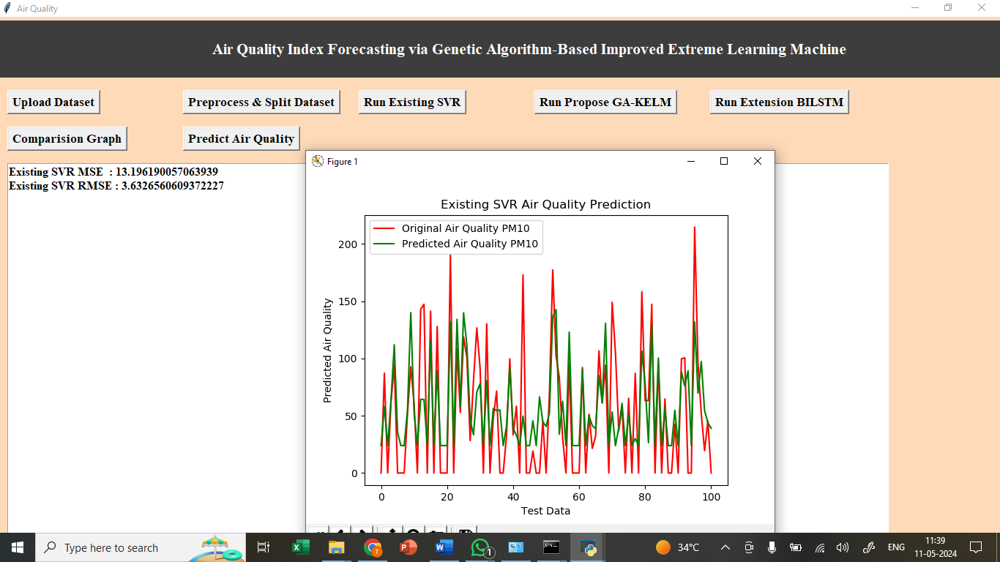 Air Quality
Air Quality Index Forecasting via Genetic Algorithm-Based Improved Extreme Learning Machine
Upload Dataset
Preprocess & Split Dataset
Run Existing SVR
Run Propose GA-KELM
Run Extension BILSTM
Comparision Graph
Predict Air Quality
Existing SVR MSE : 13.196190057063939
Existing SVR RMSE : 3.6326560609372227
Figure 1
Existing SVR Air Quality Prediction
Original Air Quality PM10
Predicted Air Quality PM10
Predicted Air Quality
200
150
100
50
0
0 20 40 60 80 100
Test Data
Type here to search
1
34°C
ENG
11:39
11-05-2024